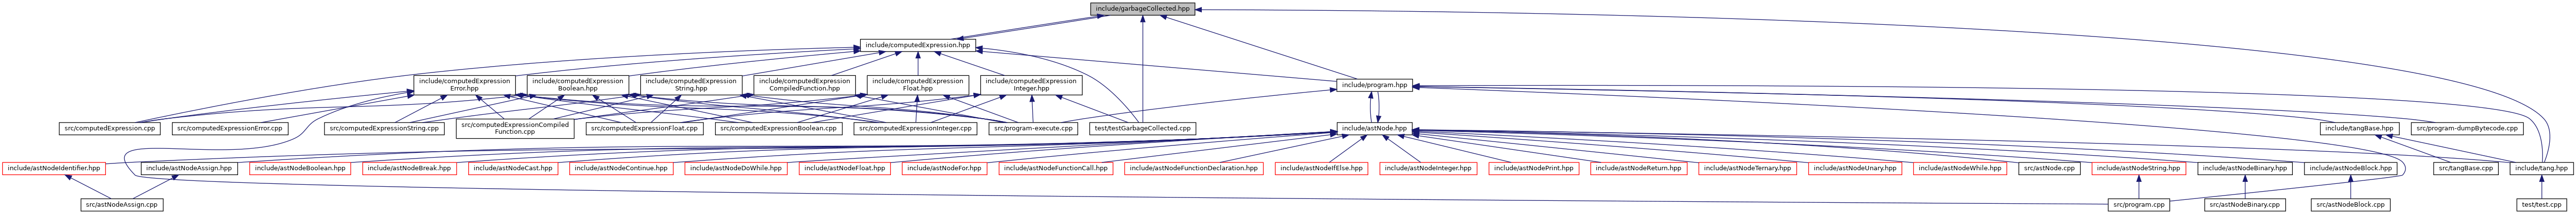 include/garbageCollected.hpp
include/computedExpression.hpp
include/computedExpression
Error.hpp
include/computedExpression
Boolean.hpp
include/computedExpression
String.hpp
include/computedExpression
CompiledFunction.hpp
include/computedExpression
Float.hpp
include/computedExpression
Integer.hpp
include/program.hpp
src/computedExpression.cpp
src/computedExpressionError.cpp
src/computedExpressionString.cpp
src/computedExpressionCompiled
Function.cpp
src/computedExpressionFloat.cpp
src/computedExpressionBoolean.cpp
src/computedExpressionInteger.cpp
src/program-execute.cpp
test/testGarbageCollected.cpp
include/astNode.hpp
include/tangBase.hpp
src/program-dumpBytecode.cpp
include/astNodeIdentifier.hpp
include/astNodeAssign.hpp
include/astNodeBoolean.hpp
include/astNodeBreak.hpp
include/astNodeCast.hpp
include/astNodeContinue.hpp
include/astNodeDoWhile.hpp
include/astNodeFloat.hpp
include/astNodeFor.hpp
include/astNodeFunctionCall.hpp
include/astNodeFunctionDeclaration.hpp
include/astNodeIfElse.hpp
include/astNodeInteger.hpp
include/astNodePrint.hpp
include/astNodeReturn.hpp
include/astNodeTernary.hpp
include/astNodeUnary.hpp
include/astNodeWhile.hpp
src/astNode.cpp
include/astNodeString.hpp
include/astNodeBinary.hpp
include/astNodeBlock.hpp
src/tangBase.cpp
include/tang.hpp
src/astNodeAssign.cpp
src/program.cpp
src/astNodeBinary.cpp
src/astNodeBlock.cpp
test/test.cpp